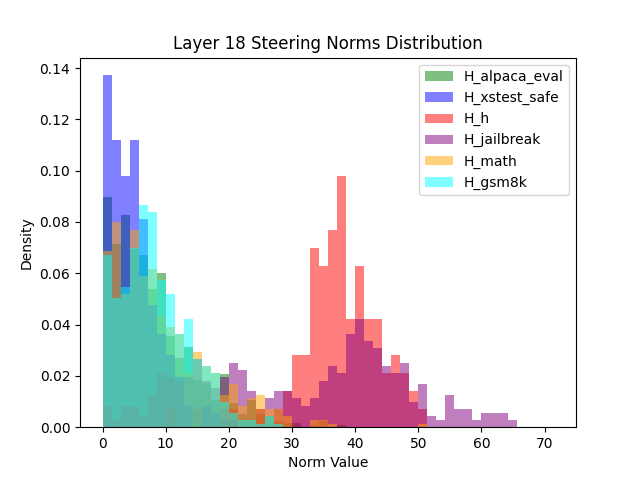 Layer 18 Steering Norms Distribution
H_alpaca_eval
H_xstest_safe
H_h
H_jailbreak
H_math
H_gsm8k
Density
0.14
0.12
0.10
0.08
0.06
0.04
0.02
0.00
0 10 20 30 40 50 60 70
Norm Value